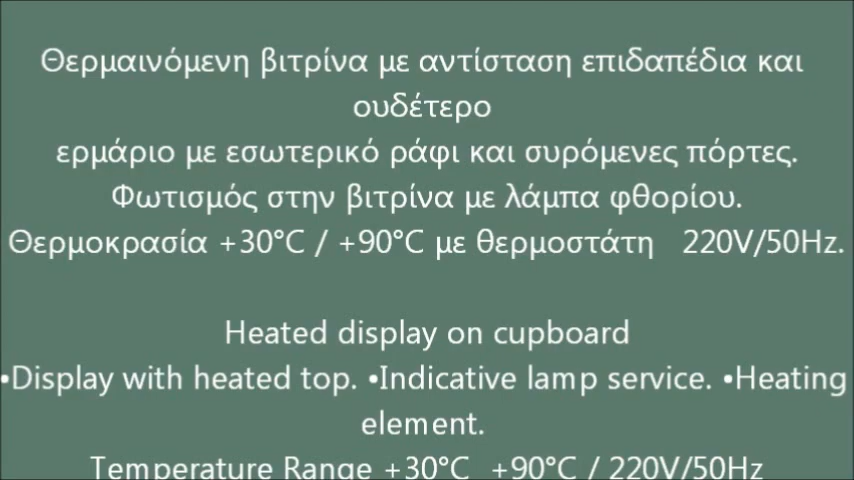 Θερμαινόμενη βιτρίνα με αντίσταση επιδαπέδια και
ουδέτερο
ερμάριο με εσωτερικό ράφι και συρόμενες πόρτες.
Φωτισμός στην βιτρίνα με λάμπα φθορίου.
Θερμοκρασία +30°C / +90°C με θερμοστάτη 220V/50Hz.
Heated display on cupboard
•Display with heated top. •Indicative lamp service. •Heating
element.
Temperature Range +30°C +90°C / 220V/50Hz